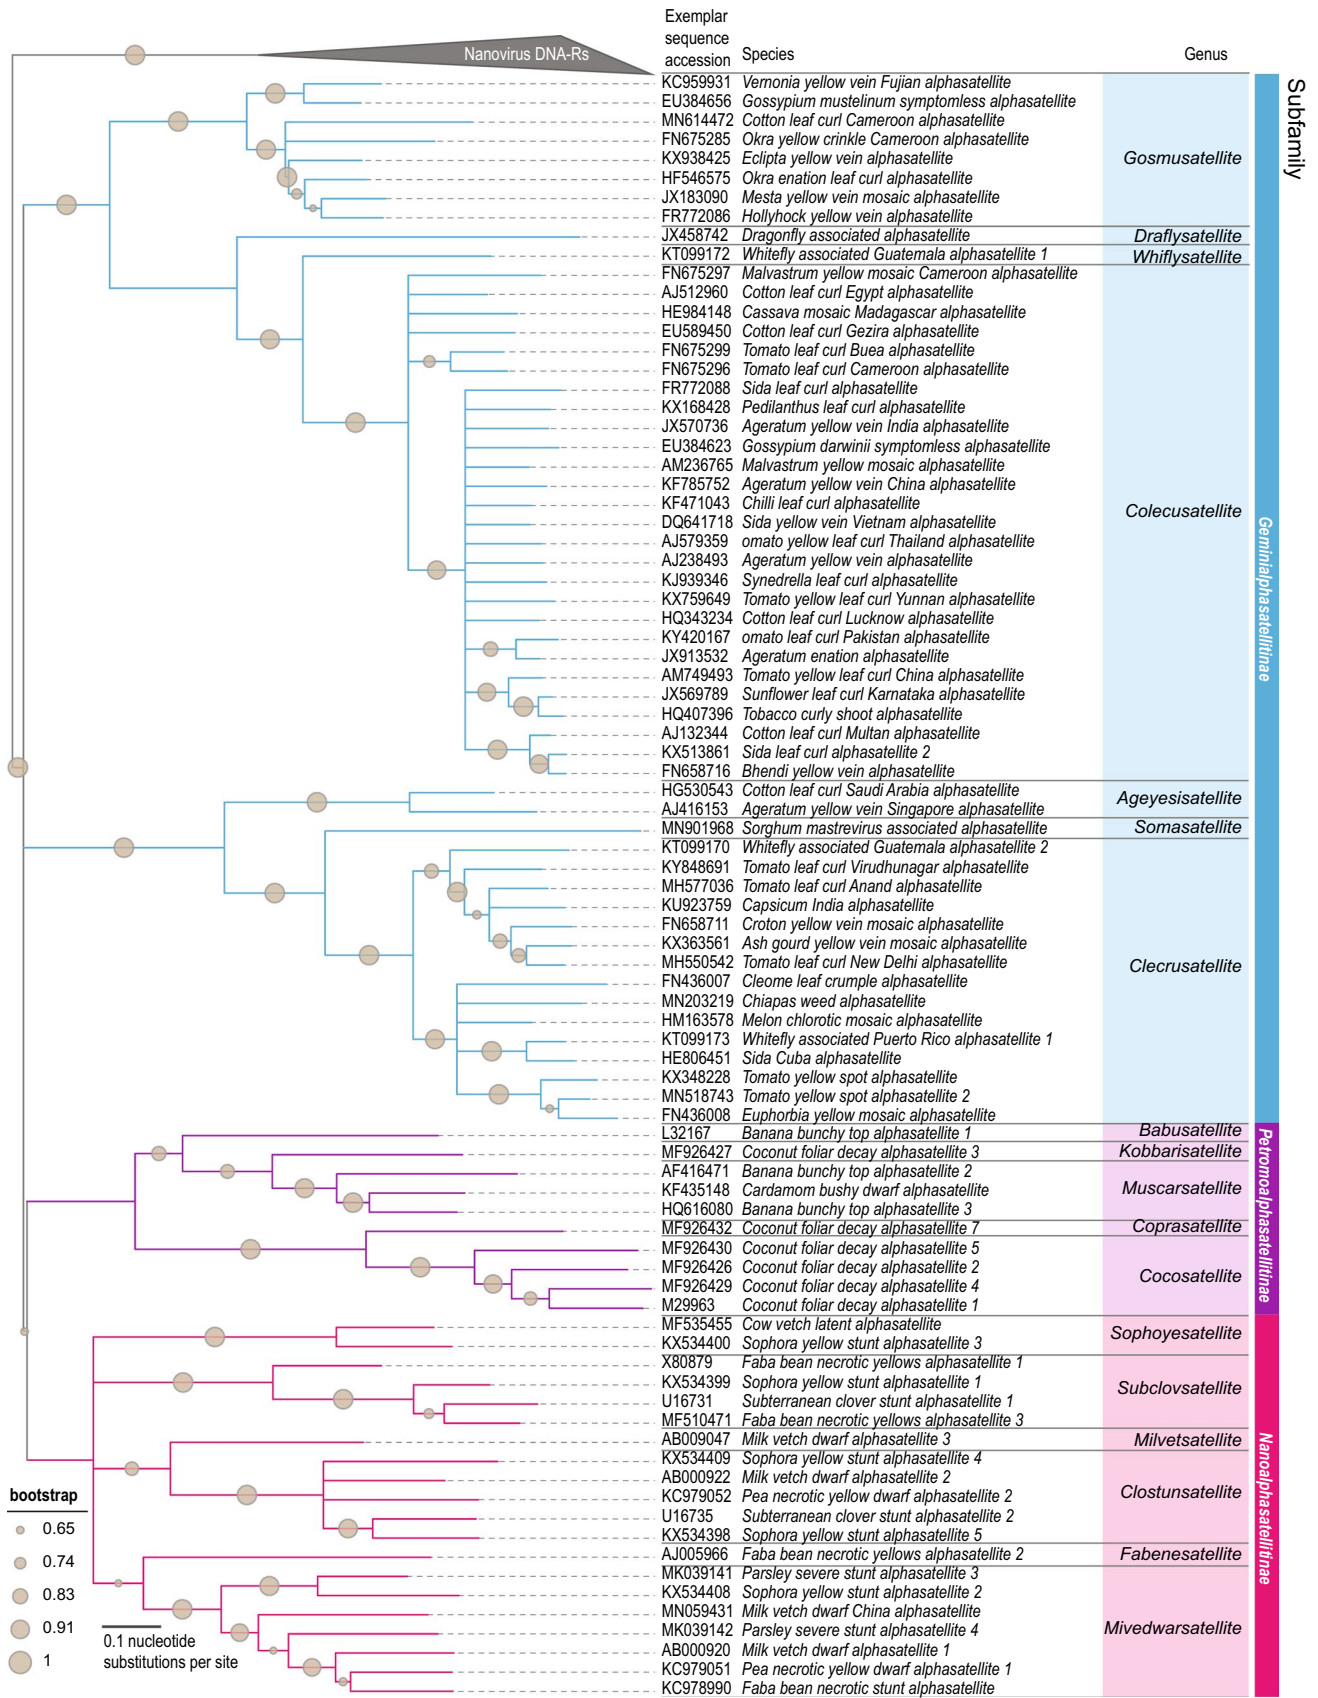 Exemplar
sequence
accession Species Genus
Nanovirus DNA-Rs
Subfamily
KC959931 Vernonia yellow vein Fujian alphasatellite
EU384656 Gossypium mustelinum symptomless alphasatellite
MN614472 Cotton leaf curl Cameroon alphasatellite
FN675285 Okra yellow crinkle Cameroon alphasatellite
KX938425 Eclipta yellow vein alphasatellite
Gosmusatellite
HF546575 Okra enation leaf curl alphasatellite
JX183090 Mesta yellow vein mosaic alphasatellite
FR772086 Hollyhock yellow vein alphasatellite
JX458742 Dragonfly associated alphasatellite Draflysatellite
KT099172 Whitefly associated Guatemala alphasatellite 1 Whiflysatellite
FN675297 Malvastrum yellow mosaic Cameroon alphasatellite
AJ512960 Cotton leaf curl Egypt alphasatellite
HE984148 Cassava mosaic Madagascar alphasatellite
EU589450 Cotton leaf curl Gezira alphasatellite
FN675299 Tomato leaf curl Buea alphasatellite
FN675296 Tomato leaf curl Cameroon alphasatellite
FR772088 Sida leaf curl alphasatellite
KX168428 Pedilanthus leaf curl alphasatellite
JX570736 Ageratum yellow vein India alphasatellite
EU384623 Gossypium darwinii symptomless alphasatellite
AM236765 Malvastrum yellow mosaic alphasatellite
KF785752 Ageratum yellow vein China alphasatellite
KF471043 Chilli leaf curl alphasatellite
Colecusatellite
DQ641718 Sida yellow vein Vietnam alphasatellite
AJ579359 omato yellow leaf curl Thailand alphasatellite
AJ238493 Ageratum yellow vein alphasatellite
KJ939346 Synedrella leaf curl alphasatellite
KX759649 Tomato yellow leaf curl Yunnan alphasatellite
HQ343234 Cotton leaf curl Lucknow alphasatellite
KY420167 omato leaf curl Pakistan alphasatellite
JX913532 Ageratum enation alphasatellite
AM749493 Tomato yellow leaf curl China alphasatellite
JX569789 Sunflower leaf curl Karnataka alphasatellite
HQ407396 Tobacco curly shoot alphasatellite
AJ132344 Cotton leaf curl Multan alphasatellite
KX513861 Sida leaf curl alphasatellite 2
FN658716 Bhendi yellow vein alphasatellite
Geminialphasatellitinae
HG530543 Cotton leaf curl Saudi Arabia alphasatellite
Ageyesisatellite
AJ416153 Ageratum yellow vein Singapore alphasatellite
MN901968 Sorghum mastrevirus associated alphasatellite Somasatellite
KT099170 Whitefly associated Guatemala alphasatellite 2
KY848691 Tomato leaf curl Virudhunagar alphasatellite
MH577036 Tomato leaf curl Anand alphasatellite
KU923759 Capsicum India alphasatellite
FN658711 Croton yellow vein mosaic alphasatellite
KX363561 Ash gourd yellow vein mosaic alphasatellite
MH550542 Tomato leaf curl New Delhi alphasatellite
Clecrusatellite
FN436007 Cleome leaf crumple alphasatellite
MN203219 Chiapas weed alphasatellite
HM163578 Melon chlorotic mosaic alphasatellite
KT099173 Whitefly associated Puerto Rico alphasatellite 1
HE806451 Sida Cuba alphasatellite
KX348228 Tomato yellow spot alphasatellite
MN518743 Tomato yellow spot alphasatellite 2
FN436008 Euphorbia yellow mosaic alphasatellite
L32167 Banana bunchy top alphasatellite 1 Babusatellite
MF926427 Coconut foliar decay alphasatellite 3 Kobbarisatellite
AF416471 Banana bunchy top alphasatellite 2
KF435148 Cardamom bushy dwarf alphasatellite Muscarsatellite
HQ616080 Banana bunchy top alphasatellite 3
MF926432 Coconut foliar decay alphasatellite 7 Coprasatellite
MF926430 Coconut foliar decay alphasatellite 5
MF926426 Coconut foliar decay alphasatellite 2
Cocosatellite
MF926429 Coconut foliar decay alphasatellite 4
M29963 Coconut foliar decay alphasatellite 1
Petromoalphasatellitinae
MF535455 Cow vetch latent alphasatellite
Sophoyesatellite
KX534400 Sophora yellow stunt alphasatellite 3
X80879 Faba bean necrotic yellows alphasatellite 1
KX534399 Sophora yellow stunt alphasatellite 1
Subclovsatellite
U16731 Subterranean clover stunt alphasatellite 1
MF510471 Faba bean necrotic yellows alphasatellite 3
AB009047 Milk vetch dwarf alphasatellite 3 Milvetsatellite
KX534409 Sophora yellow stunt alphasatellite 4
AB000922 Milk vetch dwarf alphasatellite 2
KC979052 Pea necrotic yellow dwarf alphasatellite 2
Clostunsatellite
U16735 Subterranean clover stunt alphasatellite 2
KX534398 Sophora yellow stunt alphasatellite 5
AJ005966 Faba bean necrotic yellows alphasatellite 2 Fabenesatellite
MK039141 Parsley severe stunt alphasatellite 3
KX534408 Sophora yellow stunt alphasatellite 2
MN059431 Milk vetch dwarf China alphasatellite
MK039142 Parsley severe stunt alphasatellite 4
Mivedwarsatellite
AB000920 Milk vetch dwarf alphasatellite 1
KC979051 Pea necrotic yellow dwarf alphasatellite 1
KC978990 Faba bean necrotic stunt alphasatellite
Nanoalphasatellitinae
bootstrap
0.65
0.74
0.83
0.91
1
0.1 nucleotide
substitutions per site